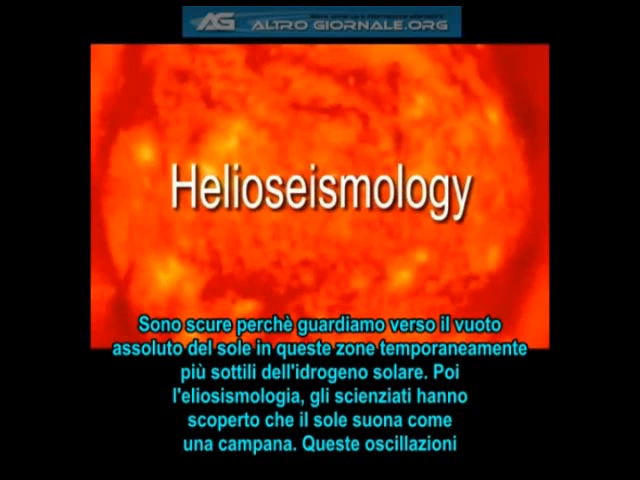 AG ALTRO GIORNALE.ORG
Helioseismology
Sono scure perchè guardiamo verso il vuoto
assoluto del sole in queste zone temporaneamente
più sottili dell'idrogeno solare. Poi
l'eliosismologia, gli scienziati hanno
scoperto che il sole suona come
una campana. Queste oscillazioni